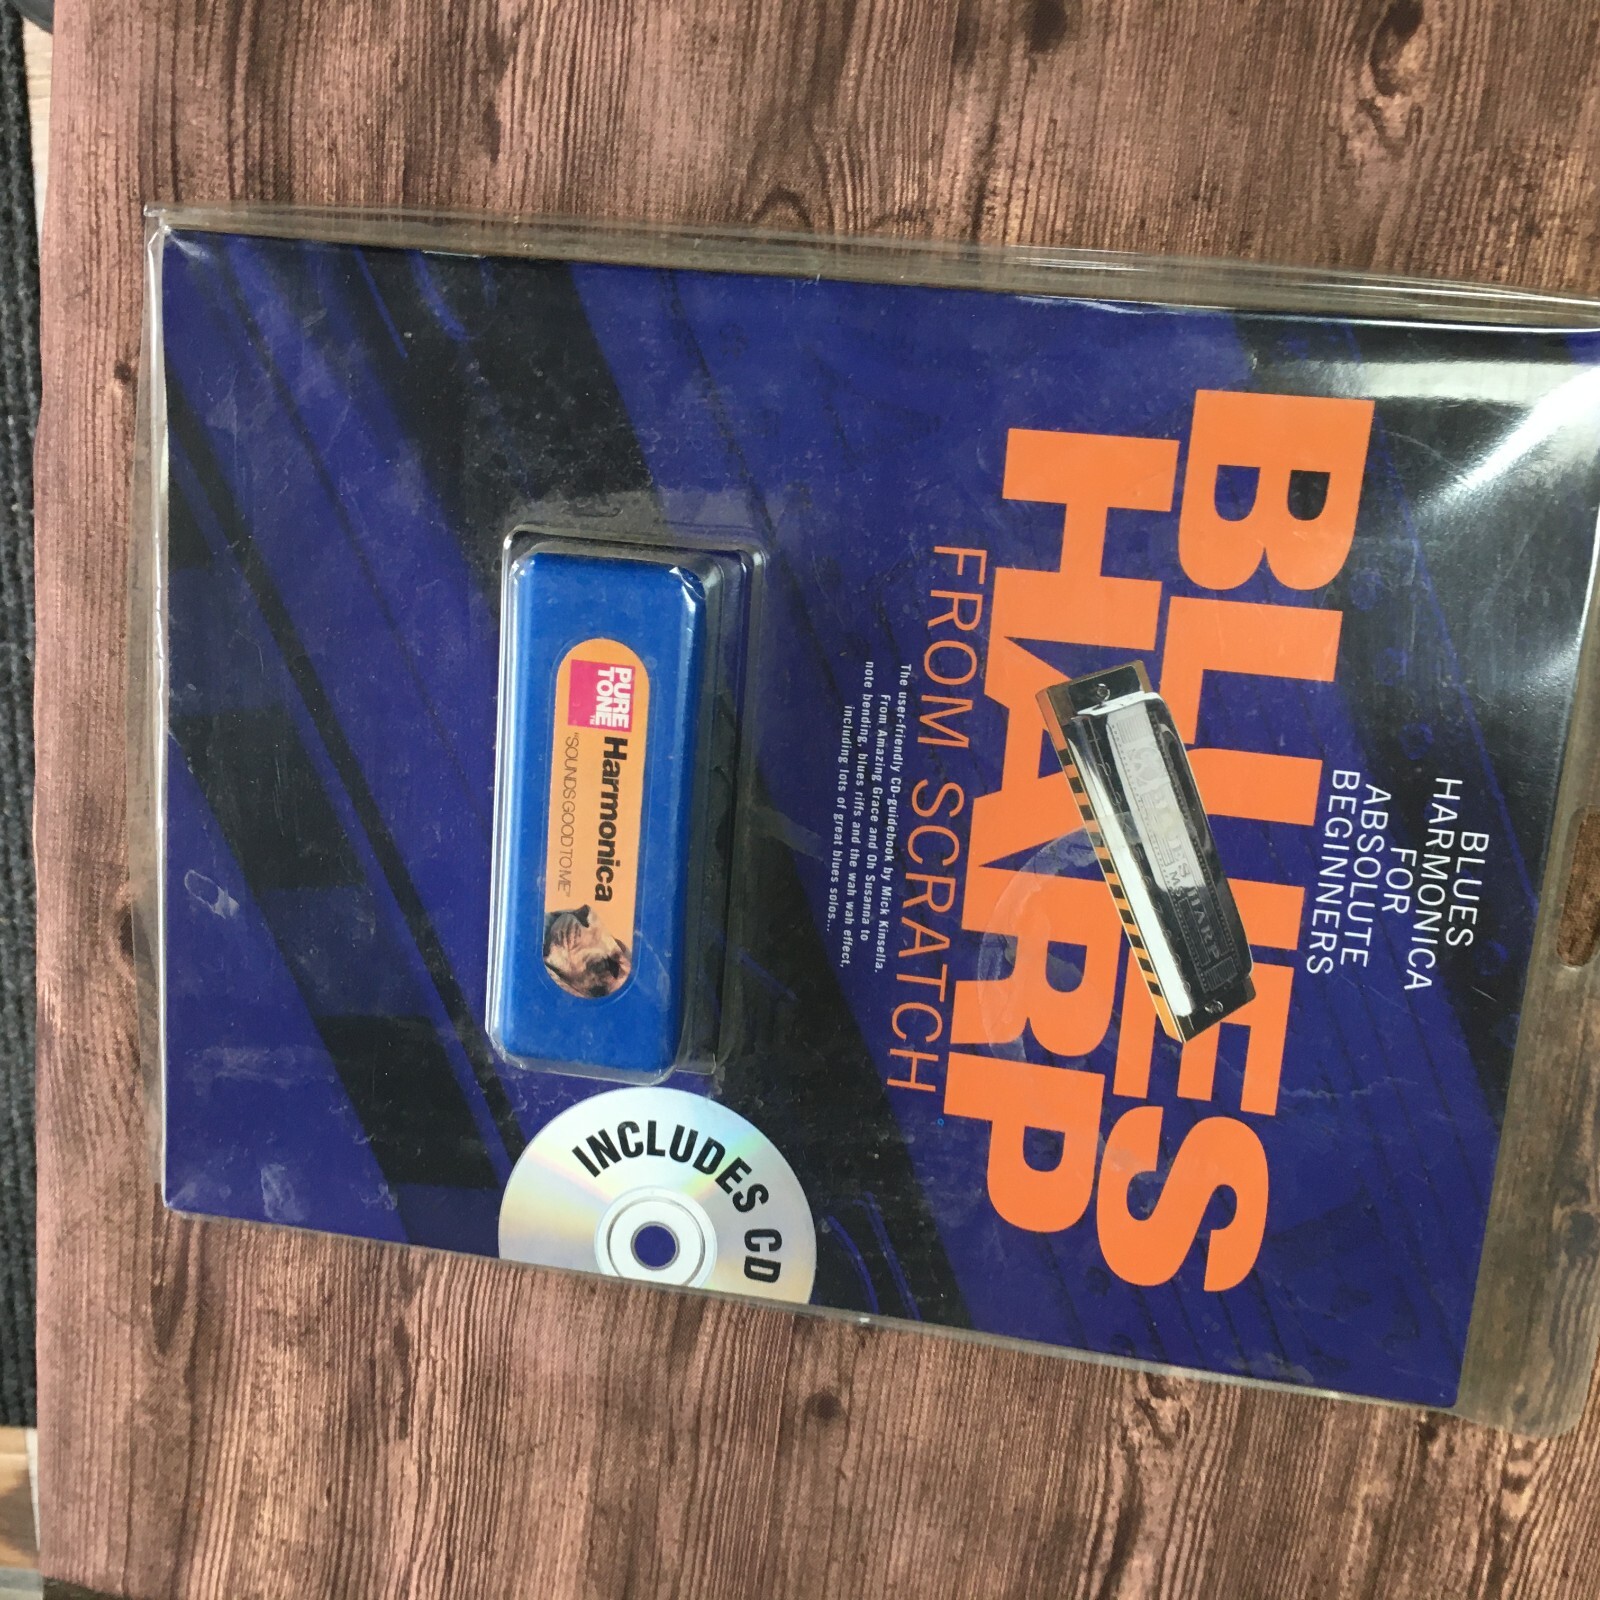 BLUES
HARMONICA
FOR
ABSOLUTE
BEGINNERS
BLUES
HARP
BLUES HARP
FROM SCRATCH
The user-friendly CD-guidebook by Mick Kinsella.
From Amazing Grace and Oh Susanna to
note bending, blues riffs and the wah wah effect,
including lots of great blues solos...
PURE
TONE
Harmonica
"SOUNDS GOOD TO ME"
INCLUDES CD